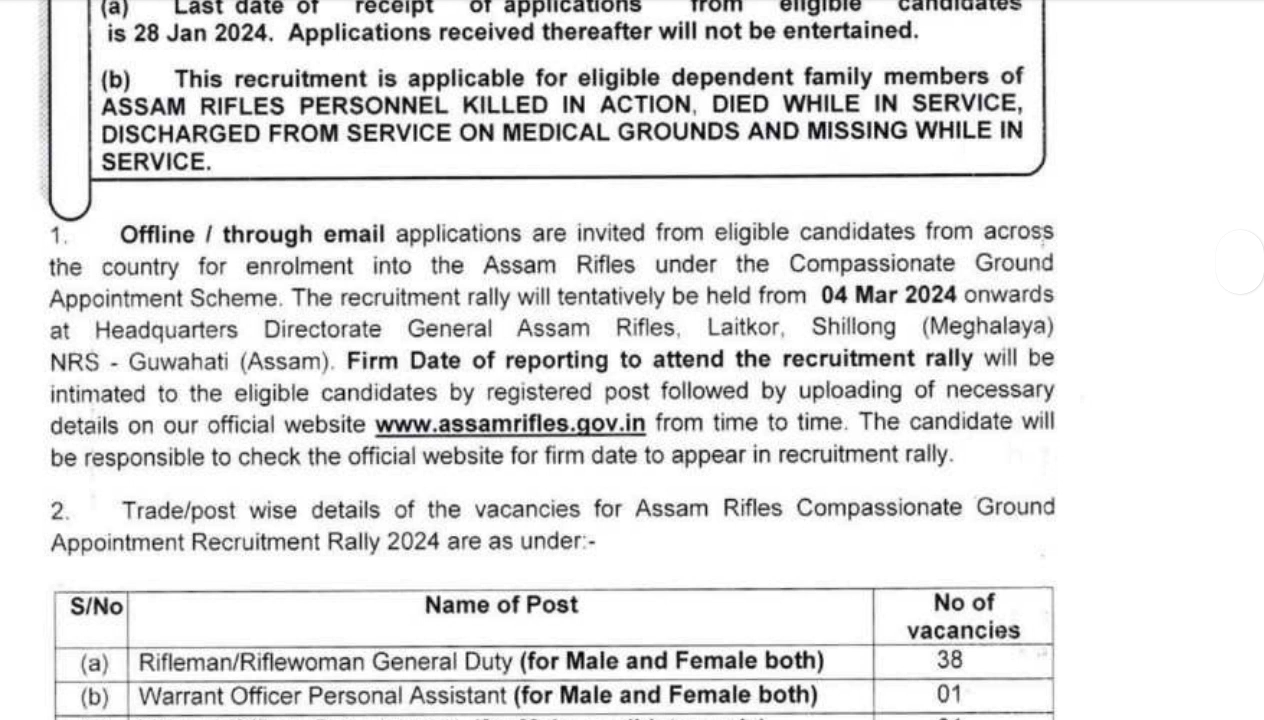 (a) Last date of receipt of applications from eligible candidates
is 28 Jan 2024. Applications received thereafter will not be entertained.
(b) This recruitment is applicable for eligible dependent family members of
ASSAM RIFLES PERSONNEL KILLED IN ACTION, DIED WHILE IN SERVICE,
DISCHARGED FROM SERVICE ON MEDICAL GROUNDS AND MISSING WHILE IN
SERVICE.
1. Offline / through email applications are invited from eligible candidates from across
the country for enrolment into the Assam Rifles under the Compassionate Ground
Appointment Scheme. The recruitment rally will tentatively be held from 04 Mar 2024 onwards
at Headquarters Directorate General Assam Rifles, Laitkor, Shillong (Meghalaya)
NRS - Guwahati (Assam). Firm Date of reporting to attend the recruitment rally will be
intimated to the eligible candidates by registered post followed by uploading of necessary
details on our official website www.assamrifles.gov.in from time to time. The candidate will
be responsible to check the official website for firm date to appear in recruitment rally.
2. Trade/post wise details of the vacancies for Assam Rifles Compassionate Ground
Appointment Recruitment Rally 2024 are as under:-
S/No Name of Post No of
vacancies
(a) Rifleman/Riflewoman General Duty (for Male and Female both) 38
(b) Warrant Officer Personal Assistant (for Male and Female both) 01